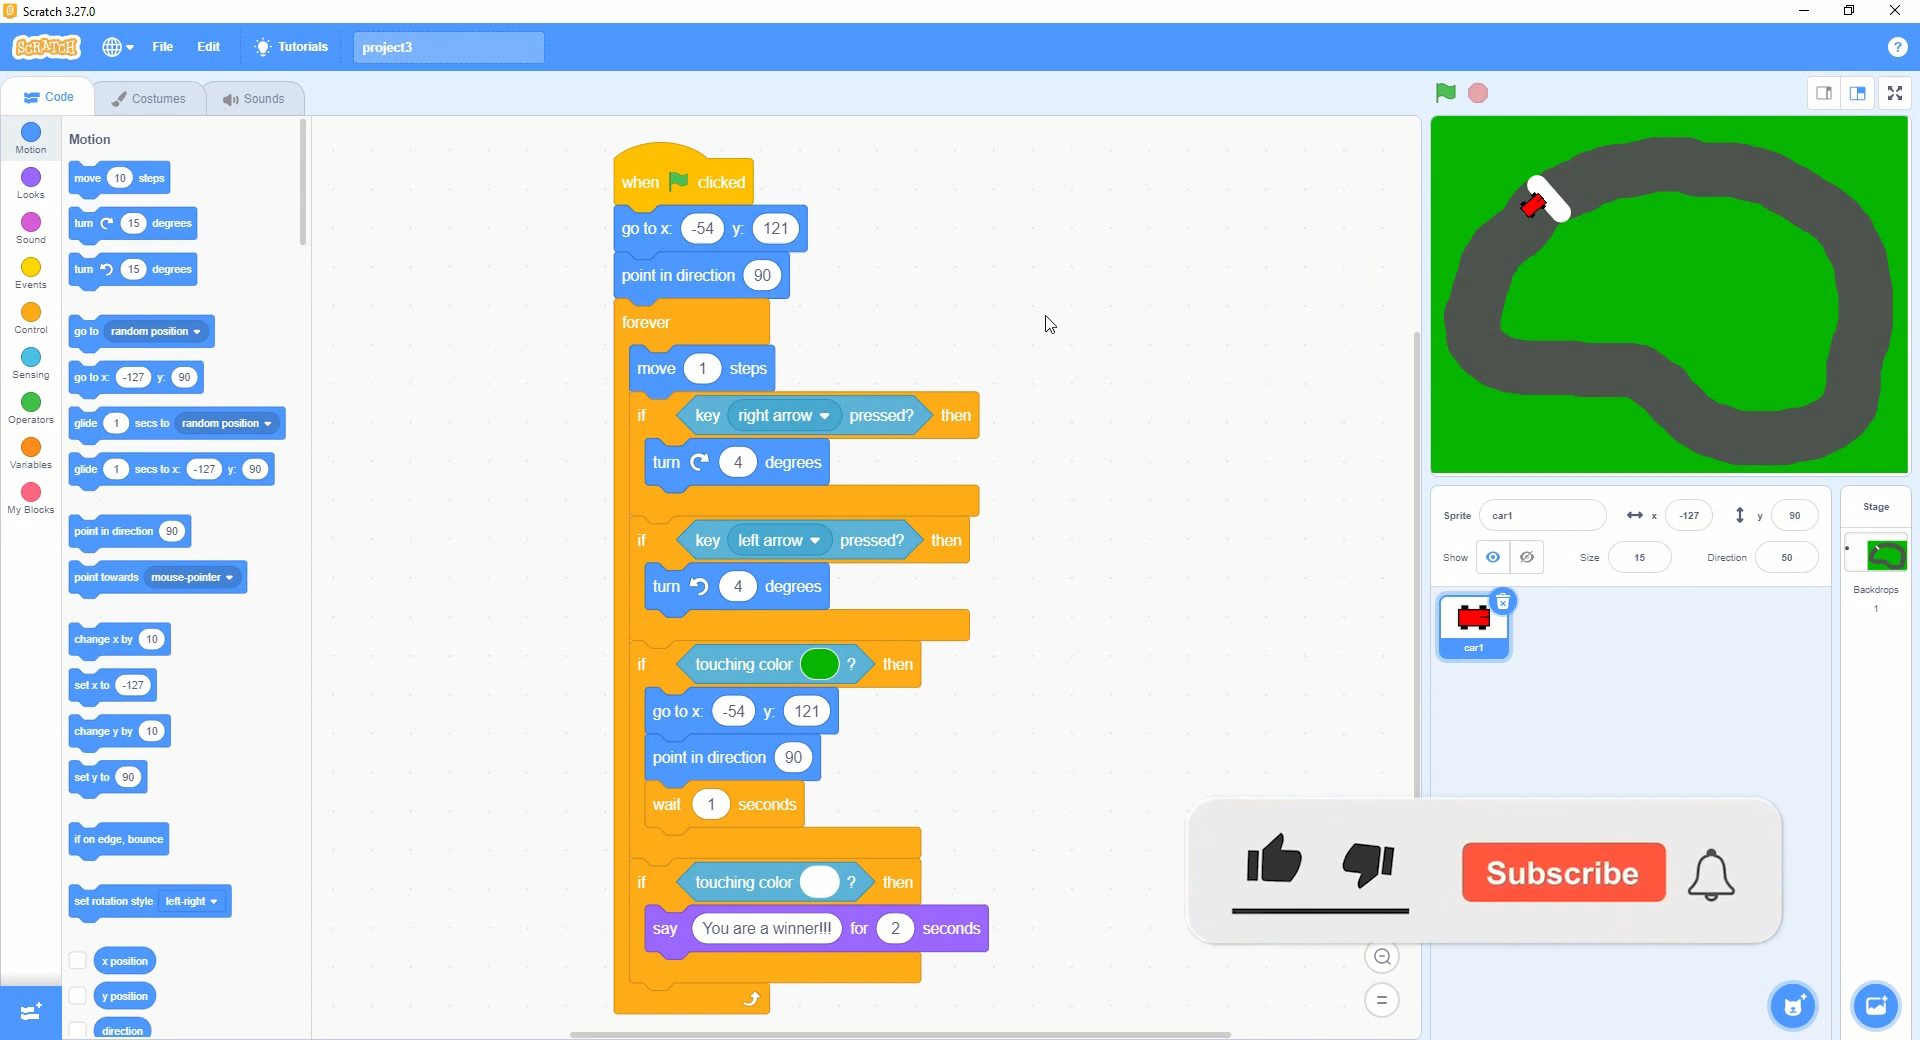 Scratch 3.27.0
SCRATCH File Edit Tutorials project3
Code Costumes Sounds
Motion
Looks
Sound
Events
Control
Sensing
Operators
Variables
My Blocks
Motion
move 10 steps
turn 15 degrees
turn 15 degrees
go to random position
go to x: -127 y: 90
glide 1 secs to random position
glide 1 secs to x: -127 y: 90
point in direction 90
point towards mouse-pointer
change x by 10
set x to -127
change y by 10
set y to 90
if on edge, bounce
set rotation style left-right
x position
y position
direction
when clicked
go to x: -54 y: 121
point in direction 90
forever
move 1 steps
if key right arrow pressed? then
turn 4 degrees
if key left arrow pressed? then
turn 4 degrees
if touching color ? then
go to x: -54 y: 121
point in direction 90
wait 1 seconds
if touching color ? then
say You are a winner!!! for 2 seconds
Sprite car1 x -127 y 90
Show Size 15 Direction 50
car1
Stage
Backdrops
1
Subscribe